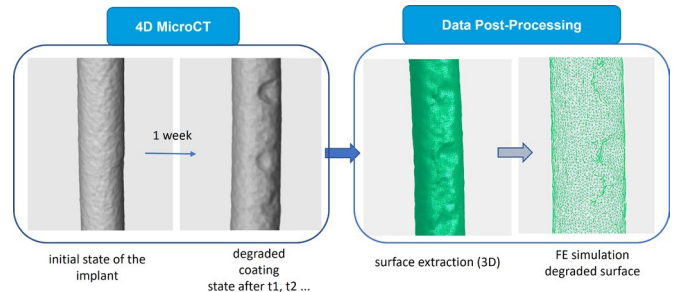 4D MicroCT
Data Post-Processing
1 week
initial state of the
implant
degraded
coating
state after t1, t2 ...
surface extraction (3D)
FE simulation
degraded surface